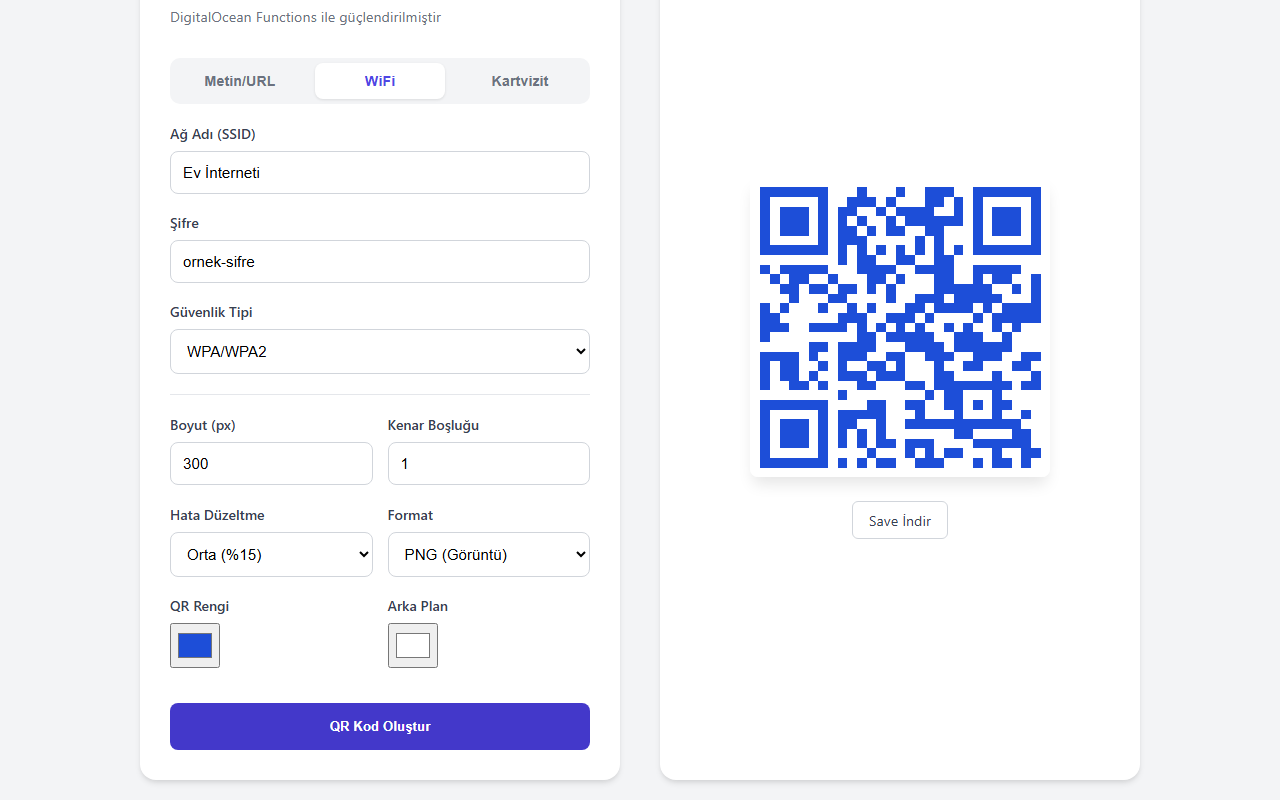 DigitalOcean Functions ile güçlendirilmiştir
Metin/URL
WiFi
Kartvizit
Ağ Adı (SSID)
Ev İnterneti
Şifre
ornek-sifre
Güvenlik Tipi
WPA/WPA2
Boyut (px)
Kenar Boşluğu
300
1
Hata Düzeltme
Format
Orta (%15)
PNG (Görüntü)
QR Rengi
Arka Plan
QR Kod Oluştur
Save İndir